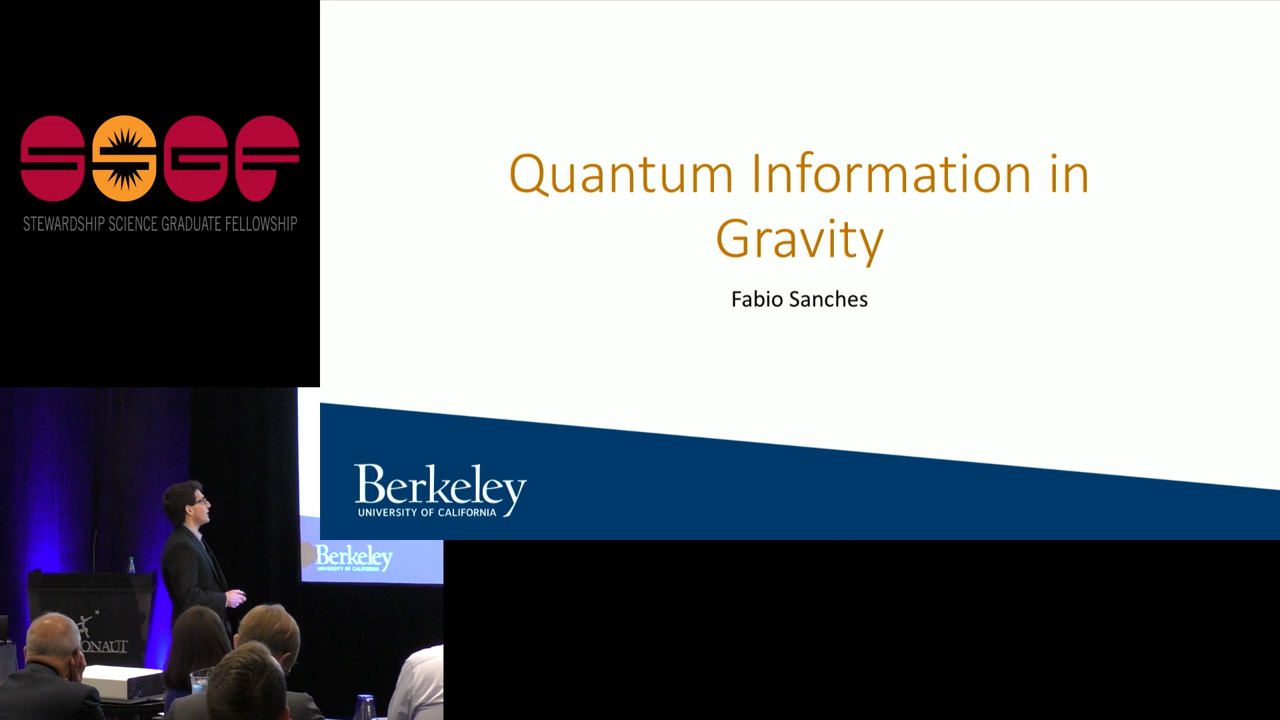 SSGF
STEWARDSHIP SCIENCE GRADUATE FELLOWSHIP
Quantum Information in
Gravity
Fabio Sanches
Berkeley
UNIVERSITY OF CALIFORNIA
Berkeley
UNIVERSITY OF CALIFORNIA
ONAUT